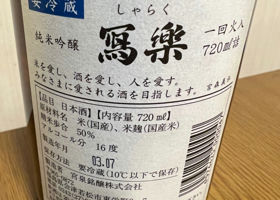 要冷蔵
しゃらく
純米吟醸
寫樂
一回火入
720ml詰
米を愛し、酒を愛し、人を愛す。
みなさまに愛される酒を目指します。
【品目】日本酒】【内容量】720ml】
原材料名 米(国産)、米麹(国産米)
精米歩合 50%
アルコール分 16度
製造年月 03.07
保存方法 要冷蔵(10℃以下で保存)
宮泉銘醸株式会社